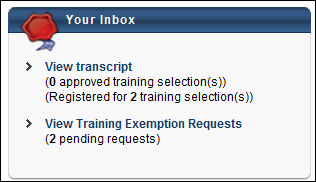 Your Inbox
View transcript
(0 approved training selection(s))
(Registered for 2 training selection(s))
View Training Exemption Requests
(2 pending requests)